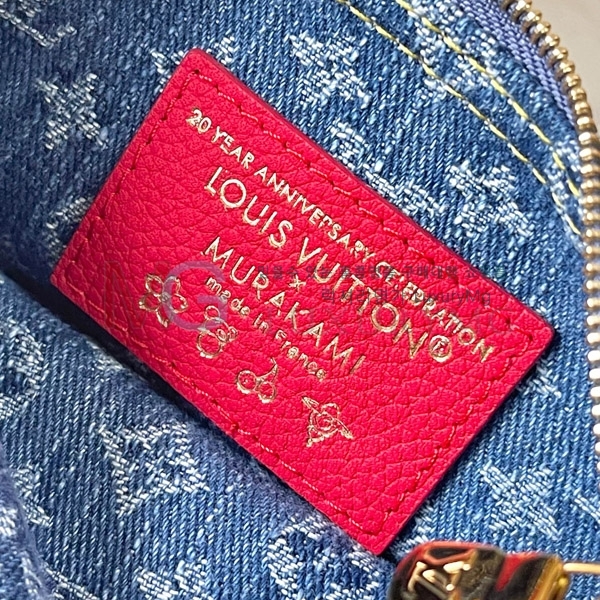 20 YEAR ANNIVERSARY CELEBRATION
LOUIS VUITTON®
×
MURAKAMI
made in France